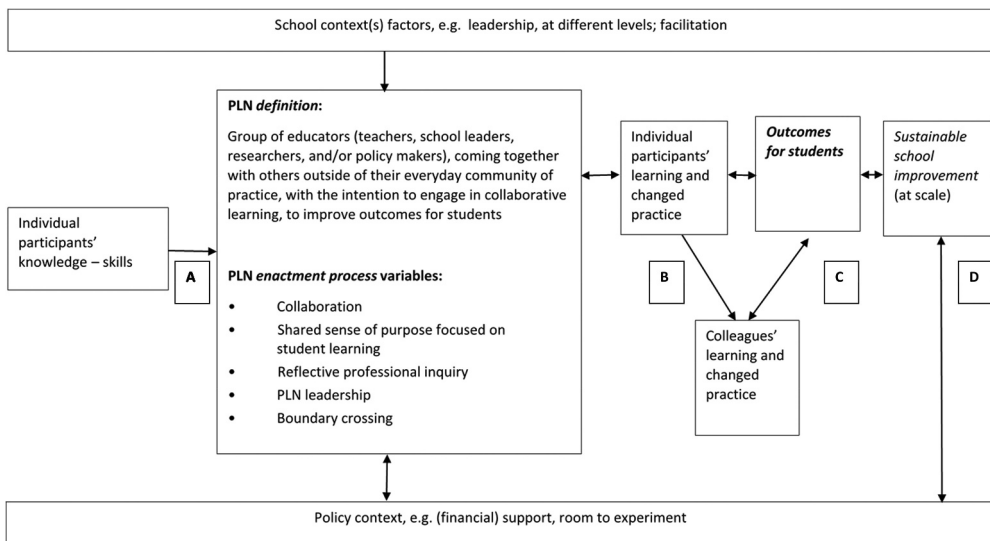 School context(s) factors, e.g. leadership, at different levels; facilitation
PLN definition:
Group of educators (teachers, school leaders,
researchers, and/or policy makers), coming together
with others outside of their everyday community of
practice, with the intention to engage in collaborative
learning, to improve outcomes for students
PLN enactment process variables:
• Collaboration
• Shared sense of purpose focused on
student learning
• Reflective professional inquiry
• PLN leadership
• Boundary crossing
Individual
participants’
knowledge – skills
A
Individual
participants’
learning and
changed
practice
Outcomes
for students
Sustainable
school
improvement
(at scale)
B
C
D
Colleagues’
learning and
changed
practice
Policy context, e.g. (financial) support, room to experiment